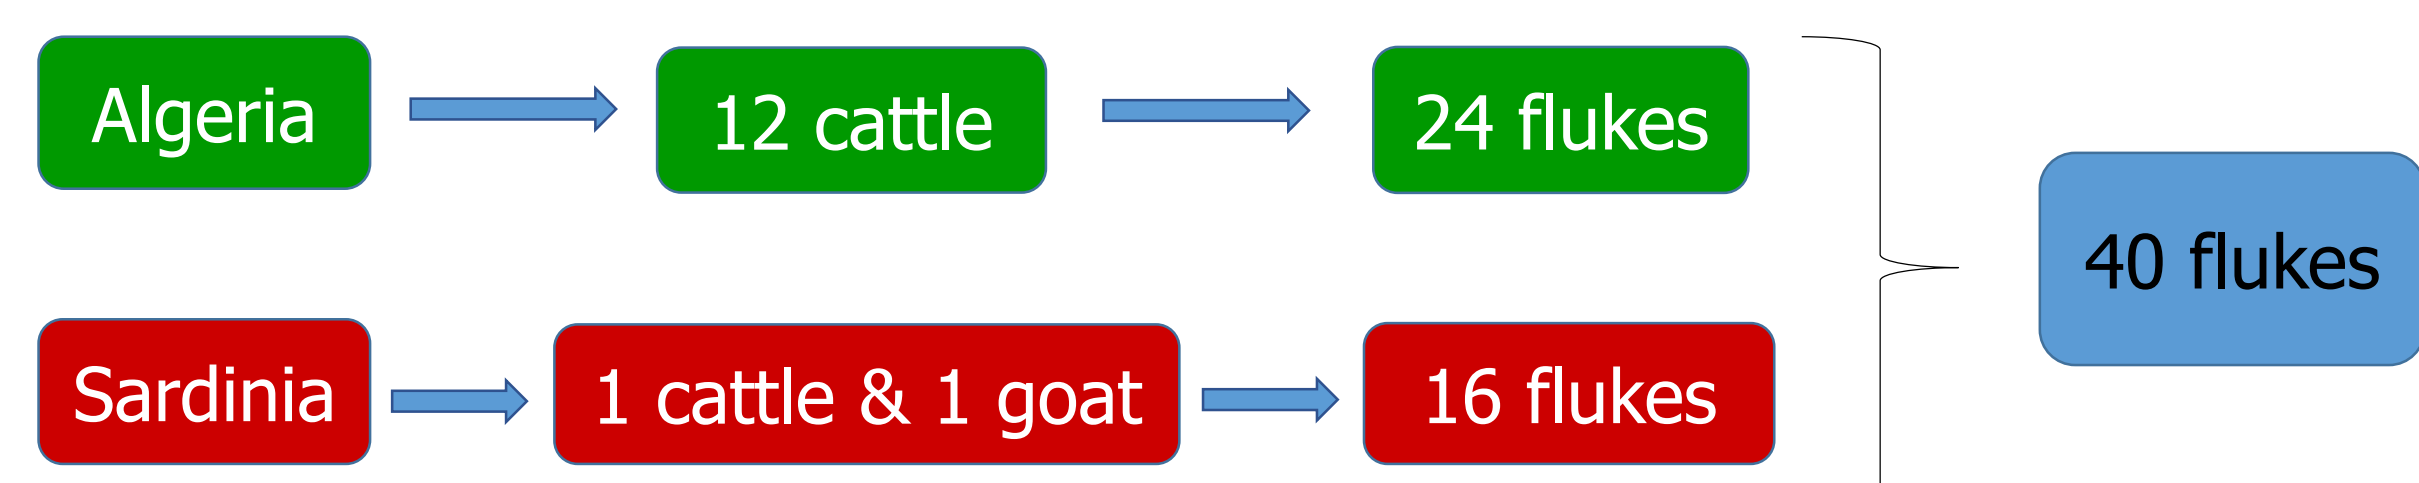 Algeria
12 cattle
24 flukes
40 flukes
Sardinia
1 cattle & 1 goat
16 flukes